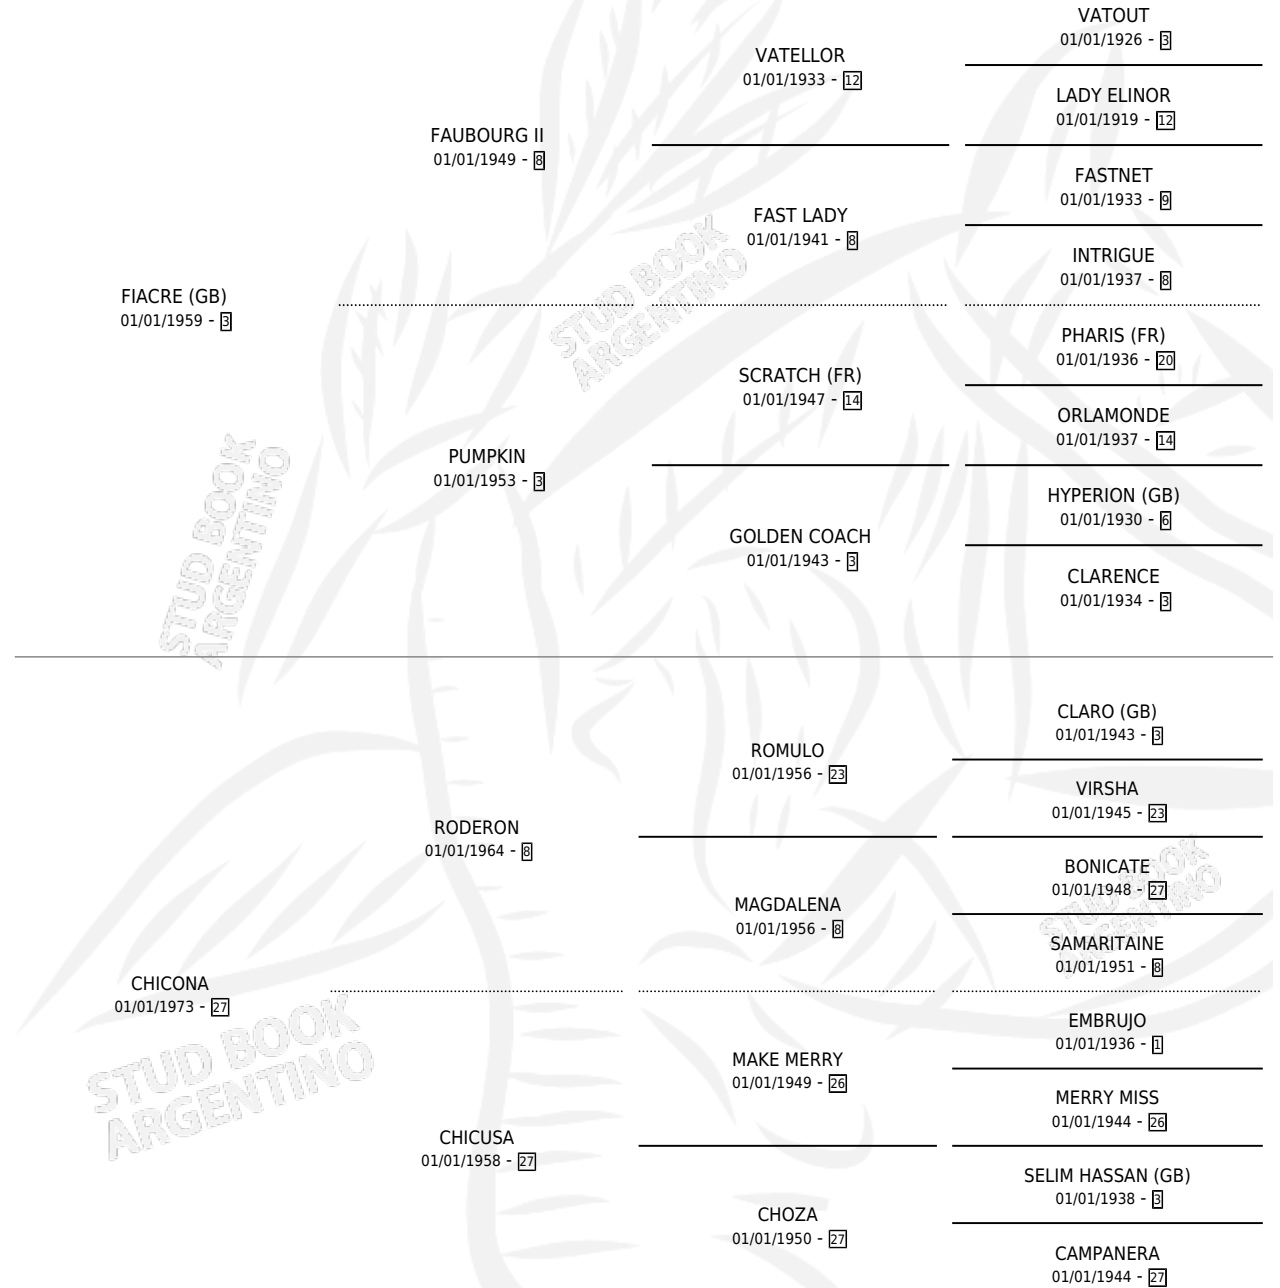 VATOUT
01/01/1926 - 3
VATELLOR
01/01/1933 - 12
LADY ELINOR
01/01/1919 - 12
FAUBOURG II
01/01/1949 - 8
FASTNET
01/01/1933 - 9
FAST LADY
01/01/1941 - 8
INTRIGUE
01/01/1937 - 8
FIACRE (GB)
01/01/1959 - 3
STUD BOOK
ARGENTINO
PHARIS (FR)
01/01/1936 - 20
SCRATCH (FR)
01/01/1947 - 14
ORLAMONDE
01/01/1937 - 14
PUMPKIN
01/01/1953 - 3
HYPERION (GB)
01/01/1930 - 6
GOLDEN COACH
01/01/1943 - 3
CLARENCE
01/01/1934 - 3
STUD BOOK
ARGENTINO
CLARO (GB)
01/01/1943 - 3
ROMULO
01/01/1956 - 23
VIRSHA
01/01/1945 - 23
RODERON
01/01/1964 - 8
BONICATE
01/01/1948 - 27
MAGDALENA
01/01/1956 - 8
STUD BOOK
ARGENTINO
SAMARITAINE
01/01/1951 - 8
CHICONA
01/01/1973 - 27
STUD BOOK
ARGENTINO
EMBRUJO
01/01/1936 - 1
MAKE MERRY
01/01/1949 - 26
MERRY MISS
01/01/1944 - 26
CHICUSA
01/01/1958 - 27
SELIM HASSAN (GB)
01/01/1938 - 3
CHOZA
01/01/1950 - 27
CAMPANERA
01/01/1944 - 27